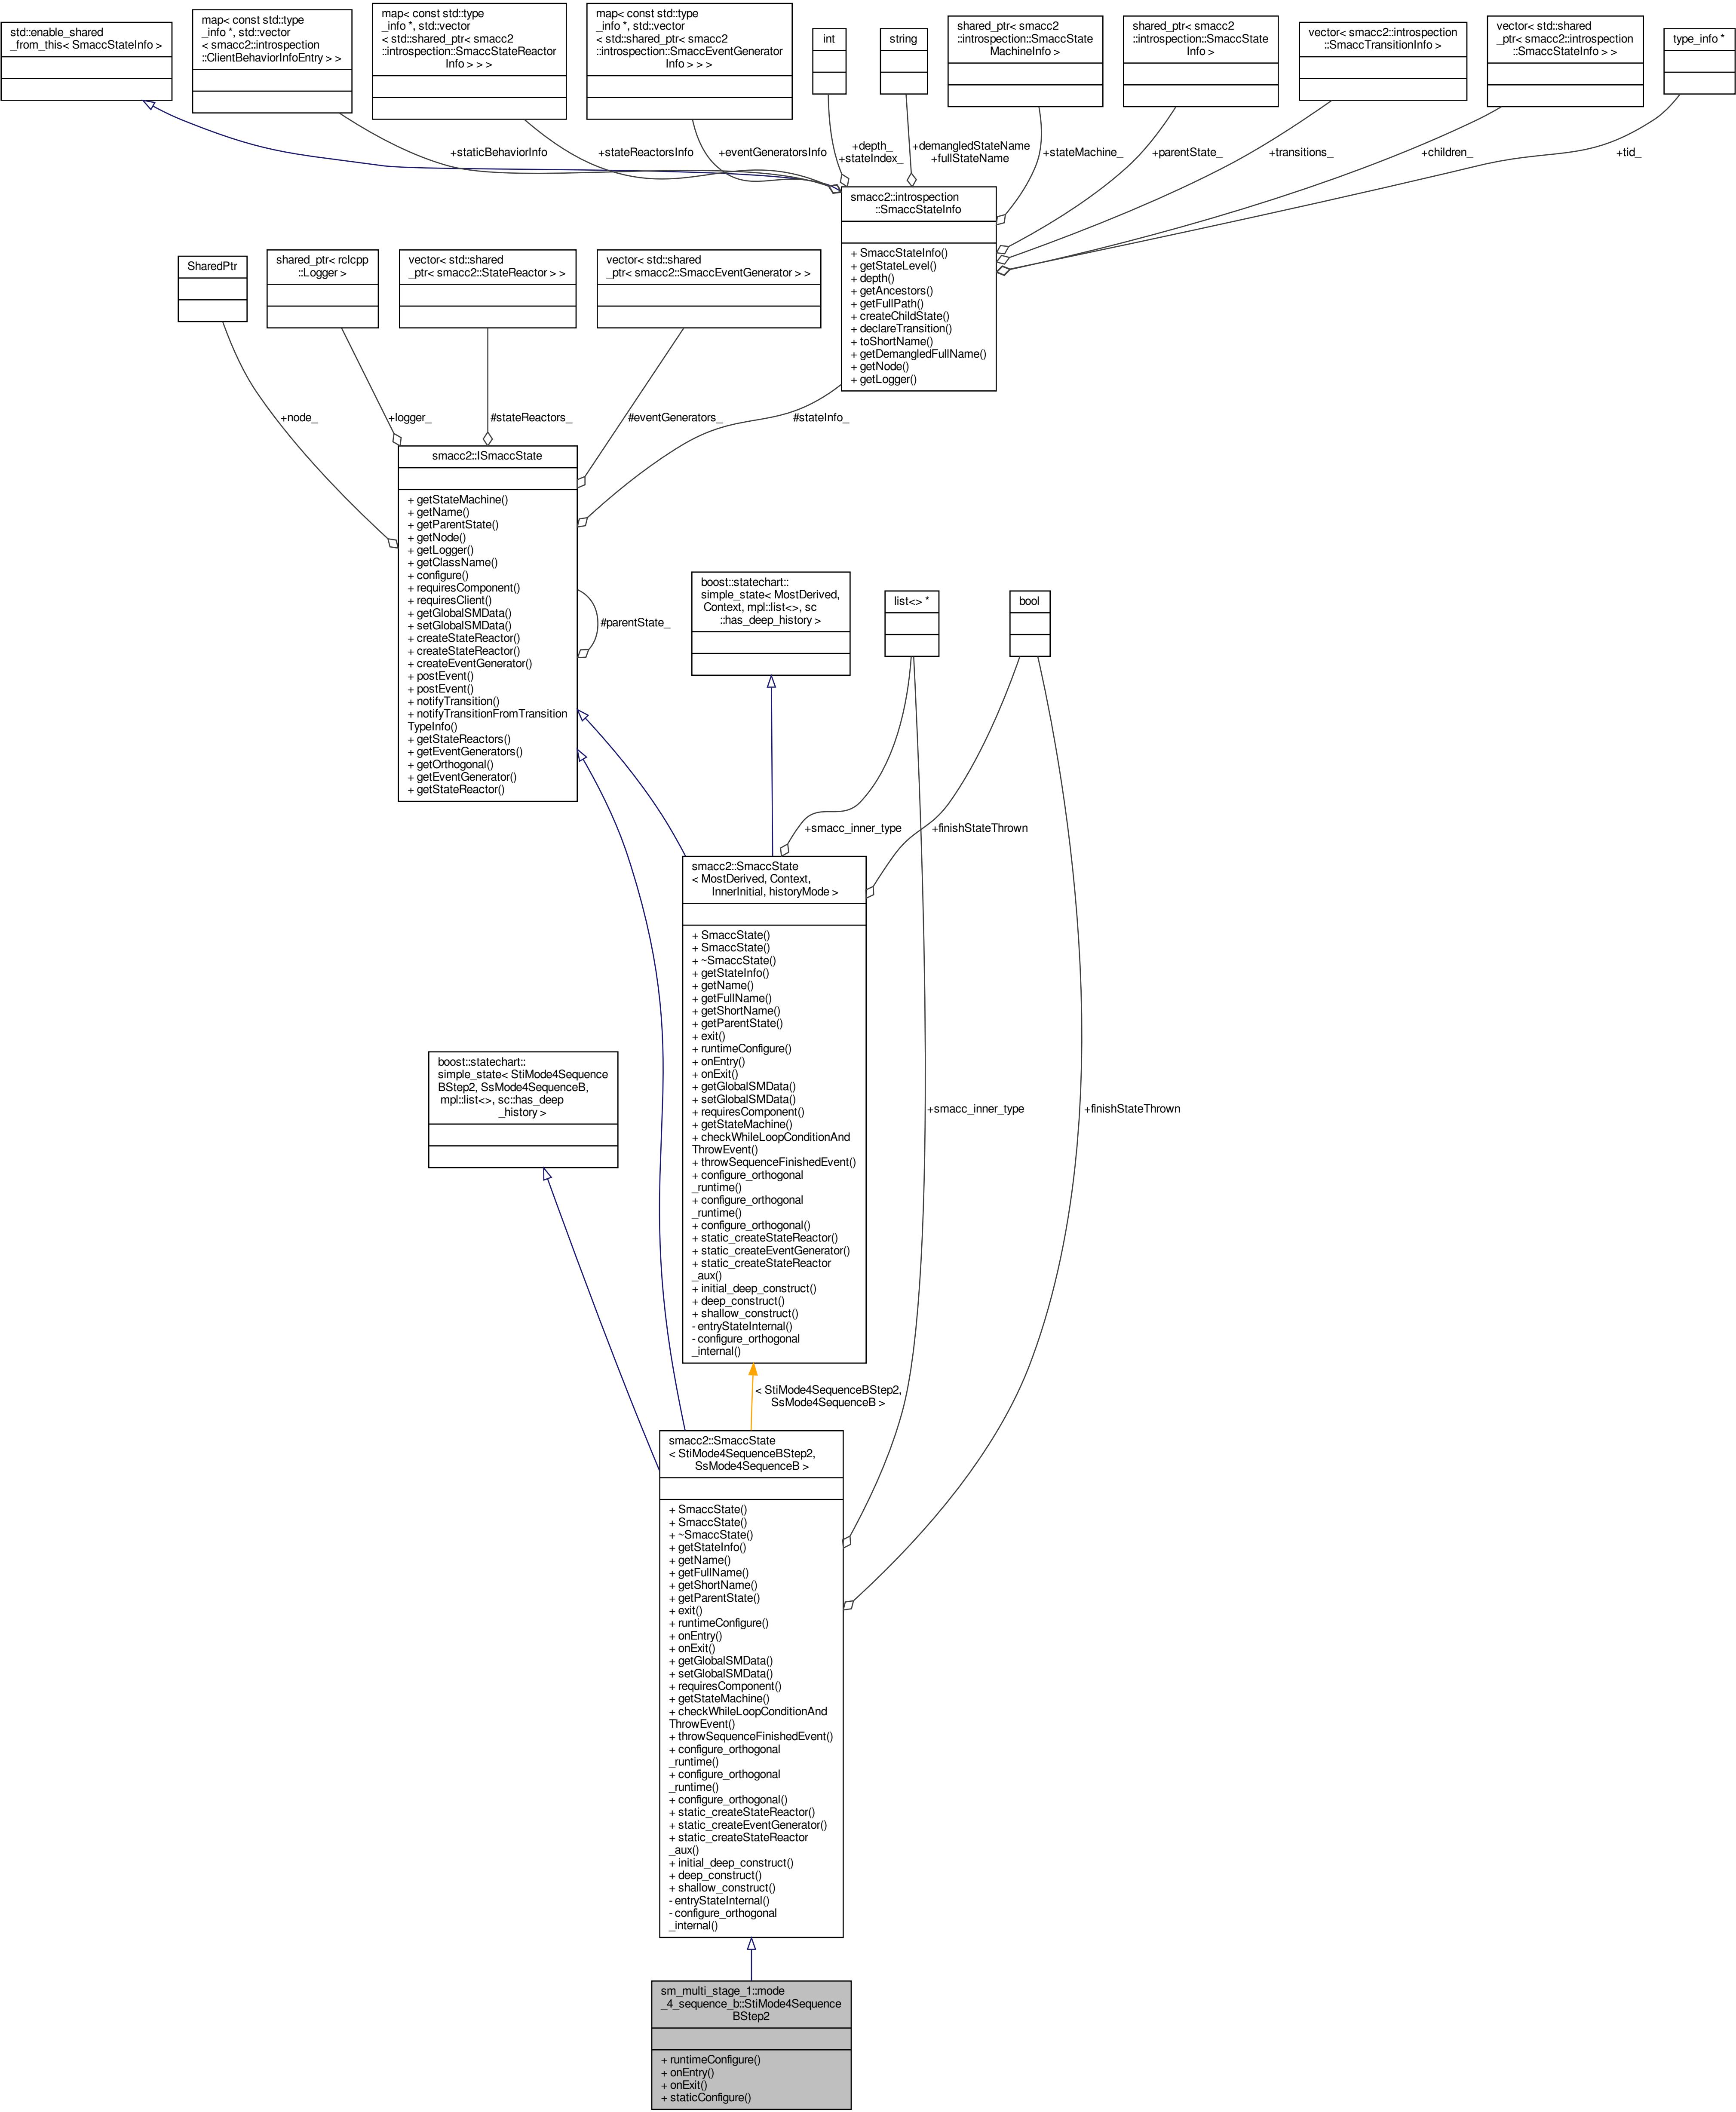 std::enable_shared
_from_this< SmaccStateInfo >
map< const std::type
_info *, std::vector
< smacc2::introspection
::ClientBehaviorInfoEntry > >
map< const std::type
_info *, std::vector
< std::shared_ptr< smacc2
::introspection::SmaccStateReactor
Info > > >
map< const std::type
_info *, std::vector
< std::shared_ptr< smacc2
::introspection::SmaccEventGenerator
Info > > >
int
string
shared_ptr< smacc2
::introspection::SmaccState
MachineInfo >
shared_ptr< smacc2
::introspection::SmaccState
Info >
vector< smacc2::introspection
::SmaccTransitionInfo >
vector< std::shared
_ptr< smacc2::introspection
::SmaccStateInfo > >
type_info *
+staticBehaviorInfo
+stateReactorsInfo
+eventGeneratorsInfo
+depth_
+stateIndex_
+demangledStateName
+fullStateName
+stateMachine_
+parentState_
+transitions_
+children_
+tid_
smacc2::introspection
::SmaccStateInfo
+ SmaccStateInfo()
+ getStateLevel()
+ depth()
+ getAncestors()
+ getFullPath()
+ createChildState()
+ declareTransition()
+ toShortName()
+ getDemangledFullName()
+ getNode()
+ getLogger()
SharedPtr
shared_ptr< rclcpp
::Logger >
vector< std::shared
_ptr< smacc2::StateReactor > >
vector< std::shared
_ptr< smacc2::SmaccEventGenerator > >
+node_
+logger_
#stateReactors_
#eventGenerators_
#stateInfo_
smacc2::ISmaccState
+ getStateMachine()
+ getName()
+ getParentState()
+ getNode()
+ getLogger()
+ getClassName()
+ configure()
+ requiresComponent()
+ requiresClient()
+ getGlobalSMData()
+ setGlobalSMData()
+ createStateReactor()
+ createStateReactor()
+ createEventGenerator()
+ postEvent()
+ postEvent()
+ notifyTransition()
+ notifyTransitionFromTransition
TypeInfo()
+ getStateReactors()
+ getEventGenerators()
+ getOrthogonal()
+ getEventGenerator()
+ getStateReactor()
#parentState_
boost::statechart::
simple_state< MostDerived,
Context, mpl::list<>, sc
::has_deep_history >
list<> *
bool
+smacc_inner_type
+finishStateThrown
smacc2::SmaccState
< MostDerived, Context,
InnerInitial, historyMode >
+ SmaccState()
+ SmaccState()
+ ~SmaccState()
+ getStateInfo()
+ getName()
+ getFullName()
+ getShortName()
+ getParentState()
+ exit()
+ runtimeConfigure()
+ onEntry()
+ onExit()
+ getGlobalSMData()
+ setGlobalSMData()
+ requiresComponent()
+ getStateMachine()
+ checkWhileLoopConditionAnd
ThrowEvent()
+ throwSequenceFinishedEvent()
+ configure_orthogonal
_runtime()
+ configure_orthogonal
_runtime()
+ configure_orthogonal()
+ static_createStateReactor()
+ static_createEventGenerator()
+ static_createStateReactor
_aux()
+ initial_deep_construct()
+ deep_construct()
+ shallow_construct()
- entryStateInternal()
- configure_orthogonal
_internal()
boost::statechart::
simple_state< StiMode4Sequence
BStep2, SsMode4SequenceB,
mpl::list<>, sc::has_deep
_history >
+smacc_inner_type
+finishStateThrown
< StiMode4SequenceBStep2,
SsMode4SequenceB >
smacc2::SmaccState
< StiMode4SequenceBStep2,
SsMode4SequenceB >
+ SmaccState()
+ SmaccState()
+ ~SmaccState()
+ getStateInfo()
+ getName()
+ getFullName()
+ getShortName()
+ getParentState()
+ exit()
+ runtimeConfigure()
+ onEntry()
+ onExit()
+ getGlobalSMData()
+ setGlobalSMData()
+ requiresComponent()
+ getStateMachine()
+ checkWhileLoopConditionAnd
ThrowEvent()
+ throwSequenceFinishedEvent()
+ configure_orthogonal
_runtime()
+ configure_orthogonal
_runtime()
+ configure_orthogonal()
+ static_createStateReactor()
+ static_createEventGenerator()
+ static_createStateReactor
_aux()
+ initial_deep_construct()
+ deep_construct()
+ shallow_construct()
- entryStateInternal()
- configure_orthogonal
_internal()
sm_multi_stage_1::mode
_4_sequence_b::StiMode4Sequence
BStep2
+ runtimeConfigure()
+ onEntry()
+ onExit()
+ staticConfigure()